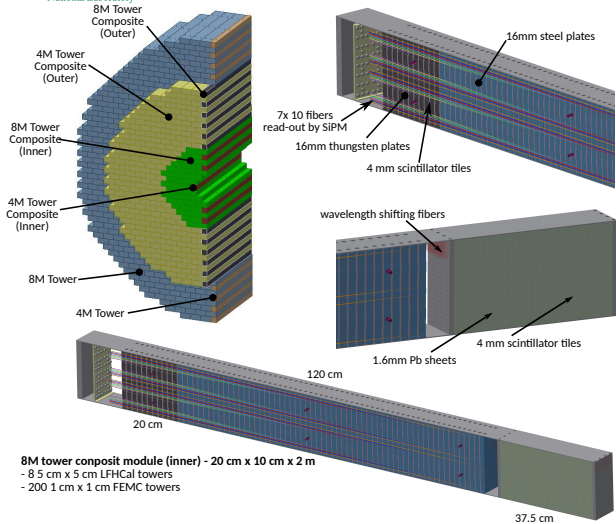 8M Tower
Composite
(Outer)
4M Tower
Composite
(Outer)
8M Tower
Composite
(Inner)
4M Tower
Composite
(Inner)
8M Tower
4M Tower
16mm steel plates
7x 10 fibers
read-out by SiPM
16mm thungsten plates
4 mm scintillator tiles
wavelength shifting fibers
1.6mm Pb sheets
4 mm scintillator tiles
120 cm
20 cm
37.5 cm
8M tower conposit module (inner) - 20 cm x 10 cm x 2 m
- 8 5 cm x 5 cm LFHCal towers
- 200 1 cm x 1 cm FEMC towers